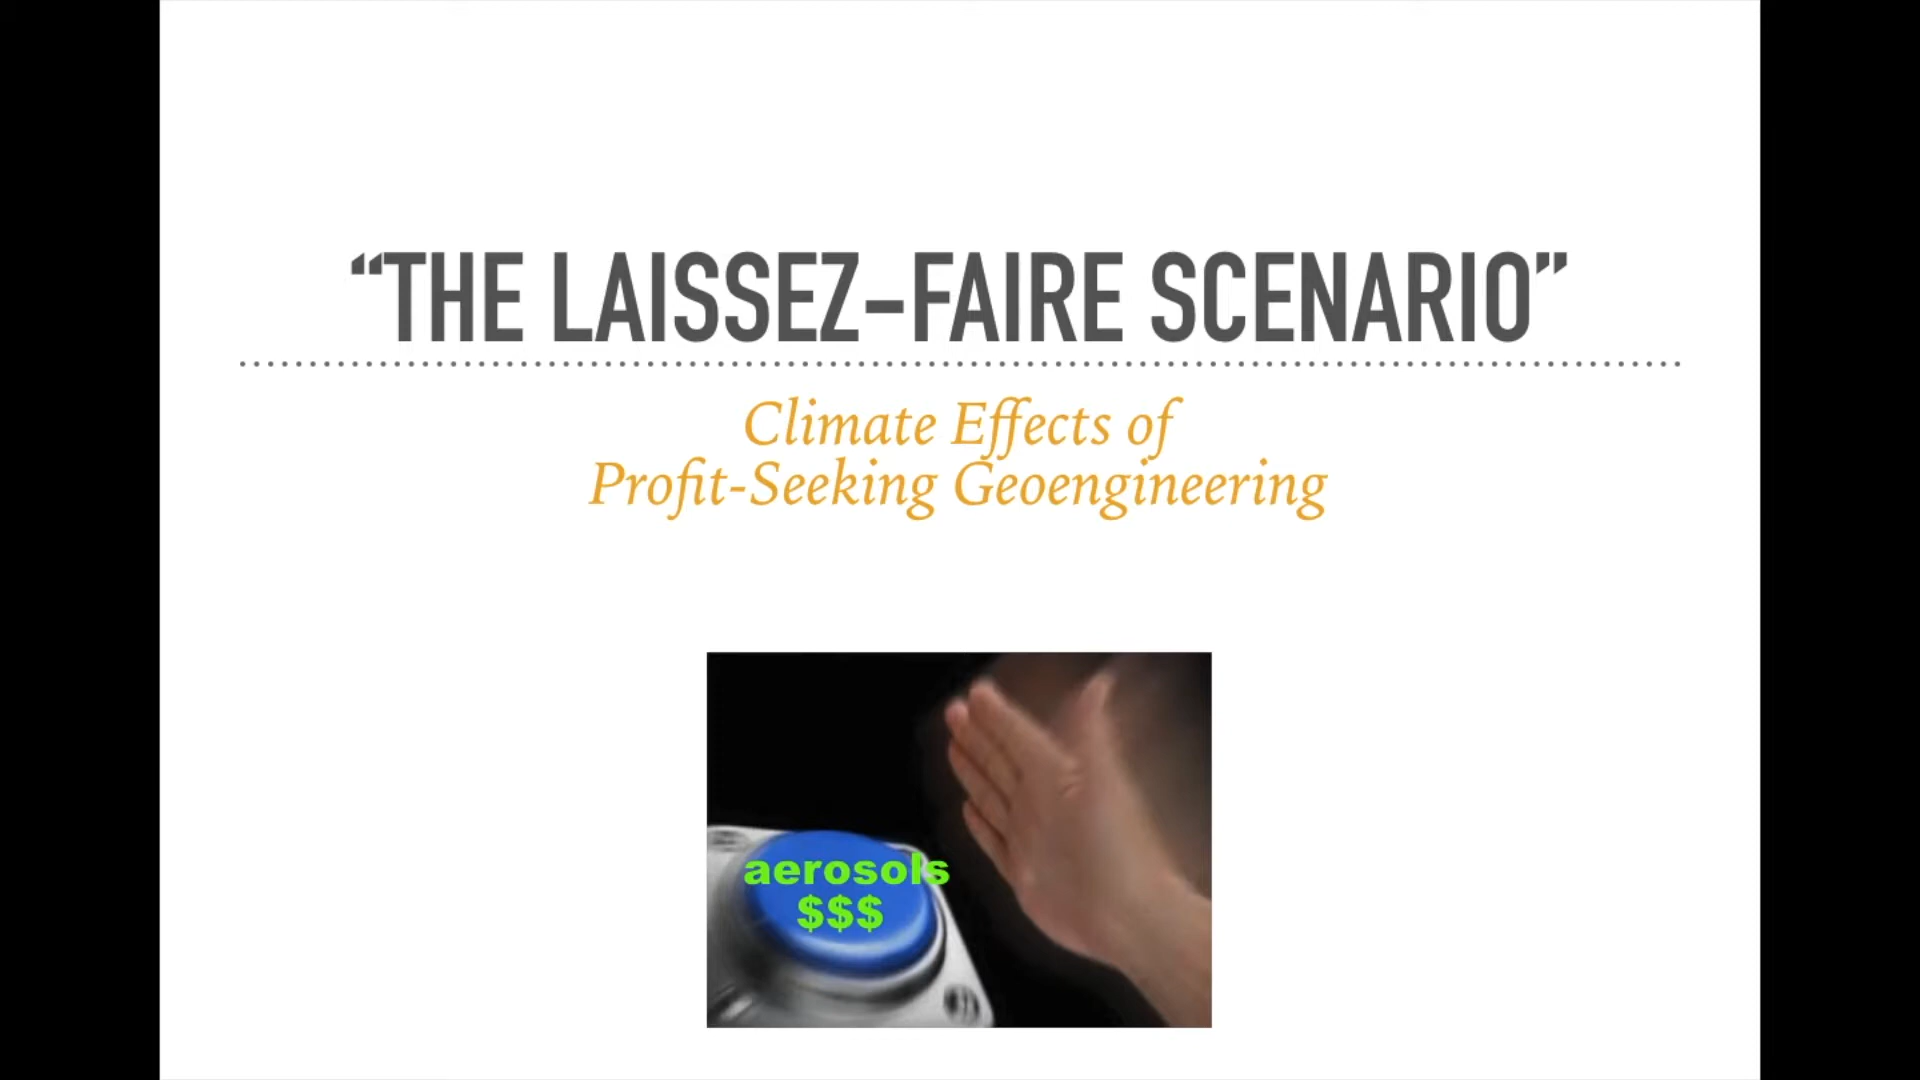 “THE LAISSEZ-FAIRE SCENARIO”
Climate Effects of
Profit-Seeking Geoengineering
aerosols
$$$